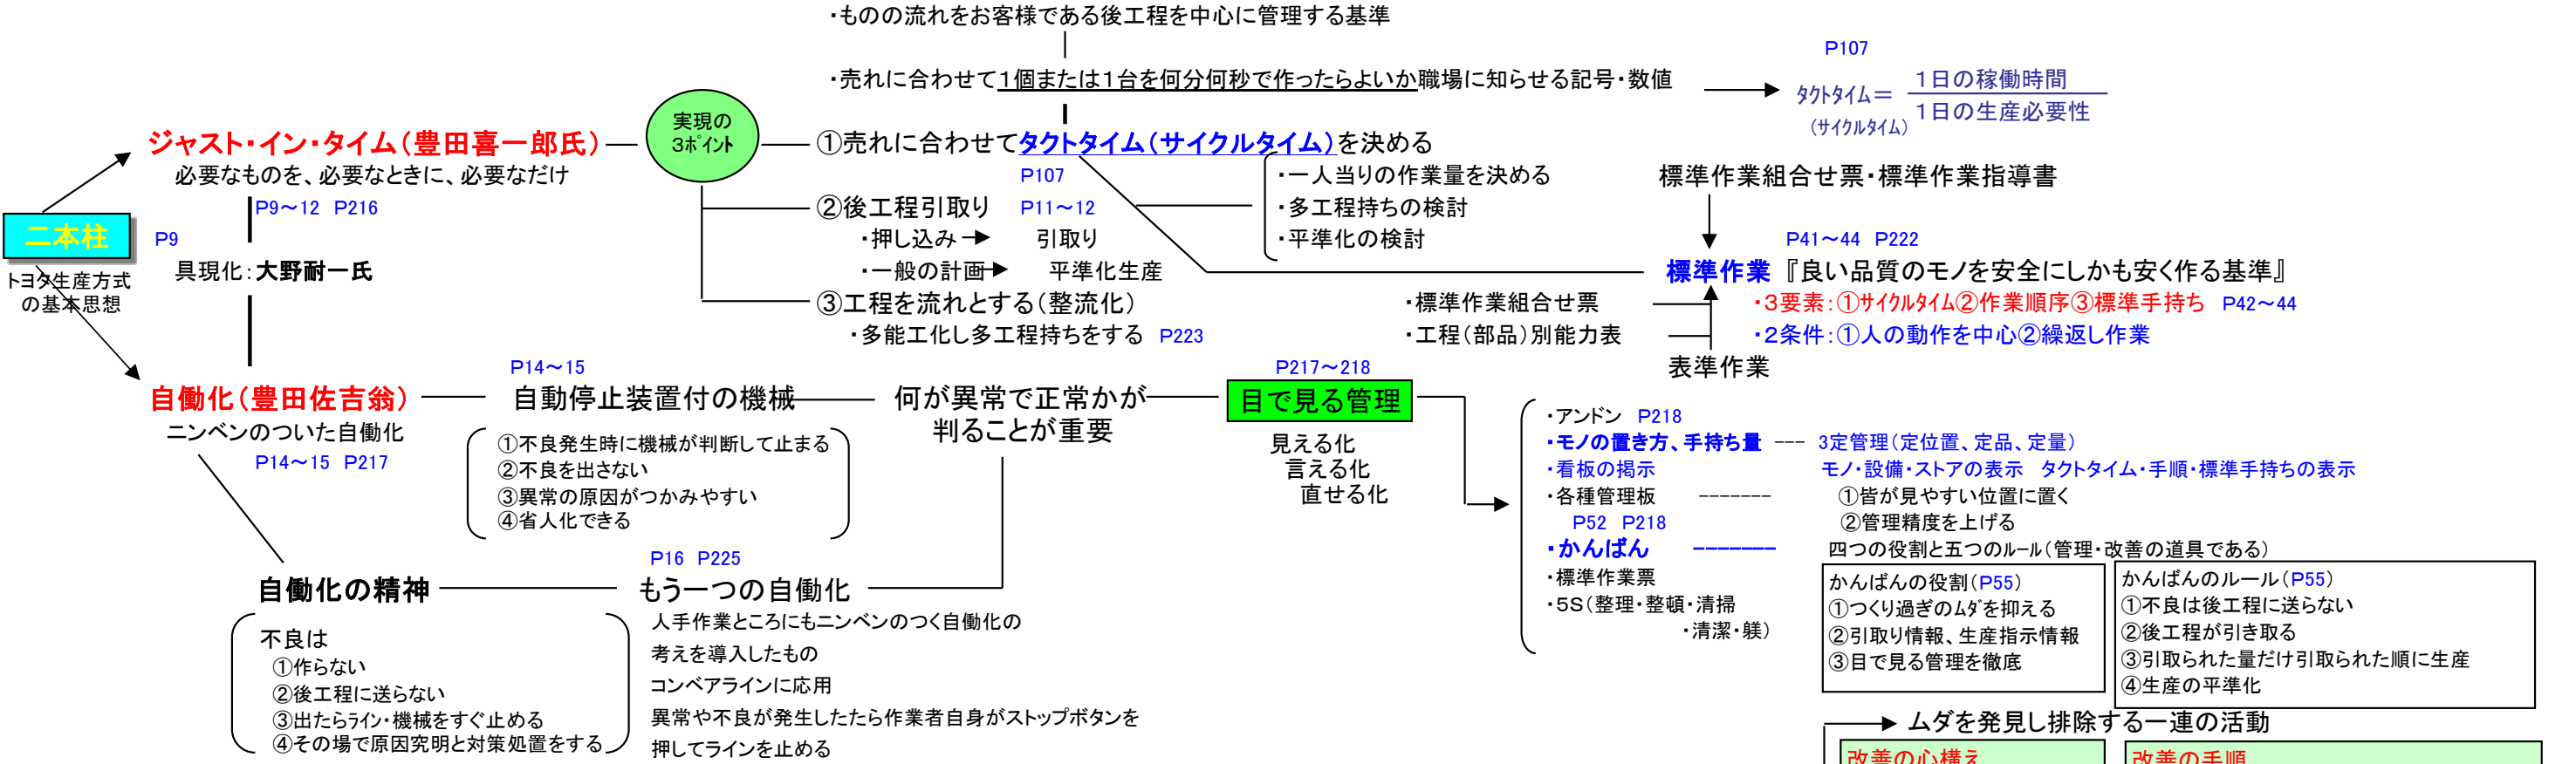 ・ものの流れをお客様である後工程を中心に管理する基準
P107
・売れに合わせて１個または１台を何分何秒で作ったらよいか職場に知らせる記号・数値
ﾀｸﾄﾀｲﾑ＝
１日の稼働時間
１日の生産必要性
(ｻｲｸﾙﾀｲﾑ)
実現の
３ﾎﾟｲﾝﾄ
ジャスト・イン・タイム（豊田喜一郎氏）
必要なものを、必要なときに、必要なだけ
P9～12 P216
①売れに合わせてタクトタイム（サイクルタイム）を決める
P107
・一人当りの作業量を決める
・多工程持ちの検討
・平準化の検討
標準作業組合せ票・標準作業指導書
②後工程引取り P11～12
・押し込み 引取り
・一般の計画 平準化生産
③工程を流れとする（整流化）
・多能工化し多工程持ちをする P223
二本柱
トヨタ生産方式
の基本思想
P9
具現化：大野耐一氏
P41～44 P222
標準作業『良い品質のモノを安全にしかも安く作る基準』
・３要素：①ｻｲｸﾙﾀｲﾑ②作業順序③標準手持ち P42～44
・２条件：①人の動作を中心②繰返し作業
・標準作業組合せ票
・工程（部品）別能力表
表準作業
自働化（豊田佐吉翁）
ニンベンのついた自働化
P14～15 P217
P14～15
自動停止装置付の機械
①不良発生時に機械が判断して止まる
②不良を出さない
③異常の原因がつかみやすい
④省人化できる
何が異常で正常かが
判ることが重要
P217～218
目で見る管理
見える化
言える化
直せる化
・アンドン P218
・モノの置き方、手持ち量 --- 3定管理（定位置、定品、定量）
・看板の掲示 モノ・設備・ストアの表示 タクトタイム・手順・標準手持ちの表示
・各種管理板 ------- ①皆が見やすい位置に置く
P52 P218 ②管理精度を上げる
・かんばん ------- 四つの役割と五つのﾙｰﾙ（管理・改善の道具である）
・標準作業票
・５Ｓ（整理・整頓・清掃
・清潔・躾）
かんばんの役割（P55）
①つくり過ぎのﾑﾀﾞを抑える
②引取り情報、生産指示情報
③目で見る管理を徹底
かんばんのルール（P55）
①不良は後工程に送らない
②後工程が引き取る
③引取られた量だけ引取られた順に生産
④生産の平準化
自働化の精神
不良は
①作らない
②後工程に送らない
③出たらﾗｲﾝ・機械をすぐ止める
④その場で原因究明と対策処置をする
P16 P225
もう一つの自働化
人手作業ところにもニンベンのつく自働化の
考えを導入したもの
コンベアラインに応用
異常や不良が発生したたら作業者自身がストップボタンを
押してラインを止める
ムダを発見し排除する一連の活動
改善の心構え
改善の手順